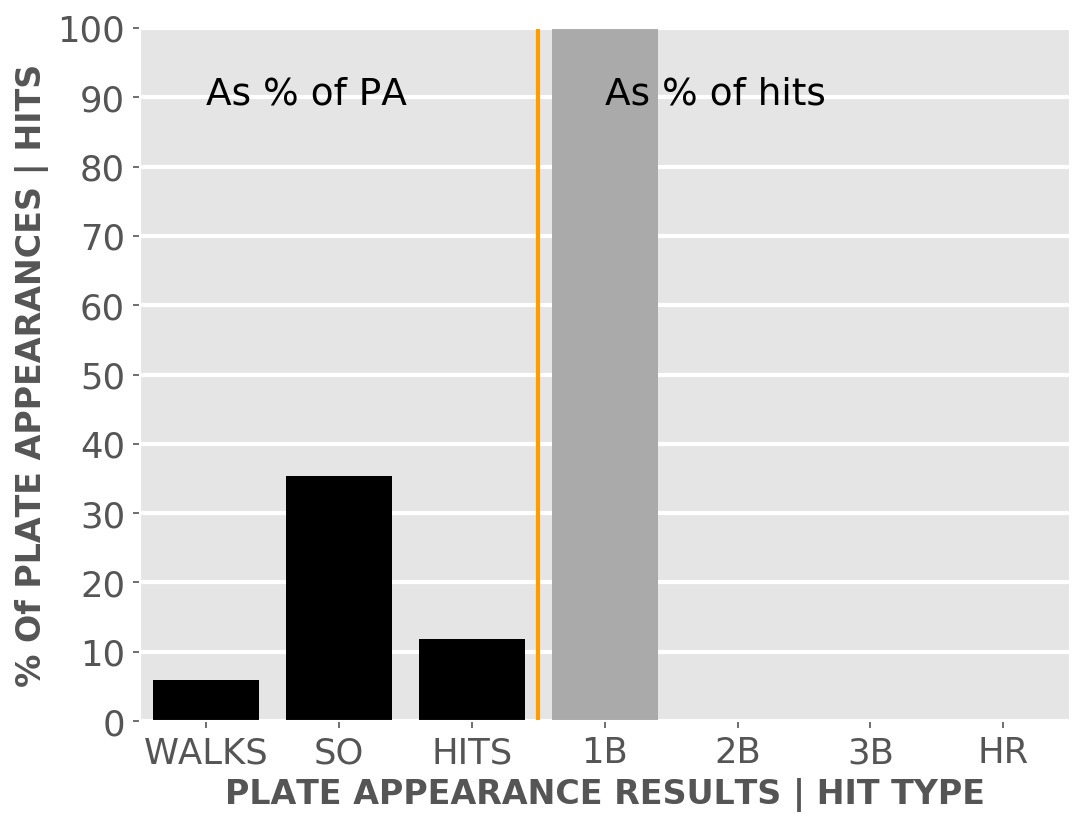 % Of PLATE APPEARANCES | HITS
100
90
80
70
60
50
40
30
20
10
0
As % of PA
As % of hits
WALKS SO HITS 1B 2B 3B HR
PLATE APPEARANCE RESULTS | HIT TYPE